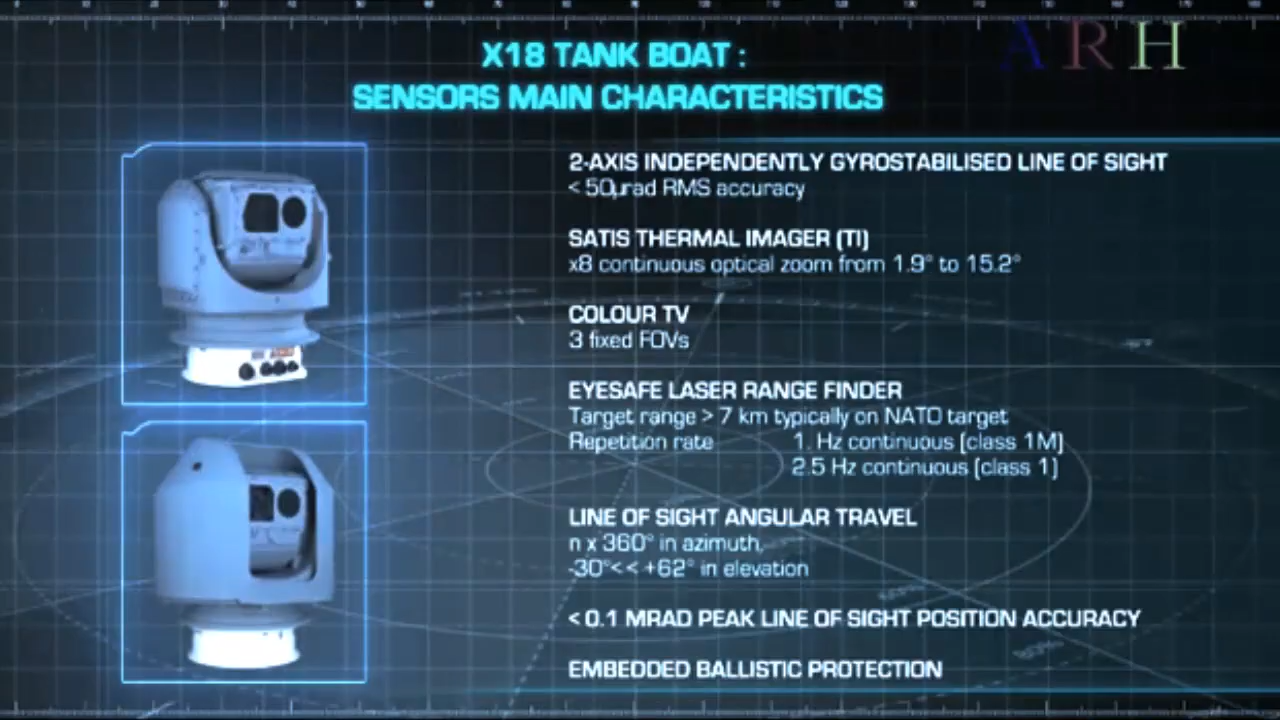 A R H
X18 TANK BOAT :
SENSORS MAIN CHARACTERISTICS
2-AXIS INDEPENDENTLY GYROSTABILISED LINE OF SIGHT
< 50µrad RMS accuracy
SATIS THERMAL IMAGER (TI)
x8 continuous optical zoom from 1.9° to 15.2°
COLOUR TV
3 fixed FOVs
EYESAFE LASER RANGE FINDER
Target range > 7 km typically on NATO target
Repetition rate 1. Hz continuous (class 1M)
2.5 Hz continuous (class 1)
LINE OF SIGHT ANGULAR TRAVEL
n x 360° in azimuth,
-30°<< +62° in elevation
< 0.1 MRAD PEAK LINE OF SIGHT POSITION ACCURACY
EMBEDDED BALLISTIC PROTECTION